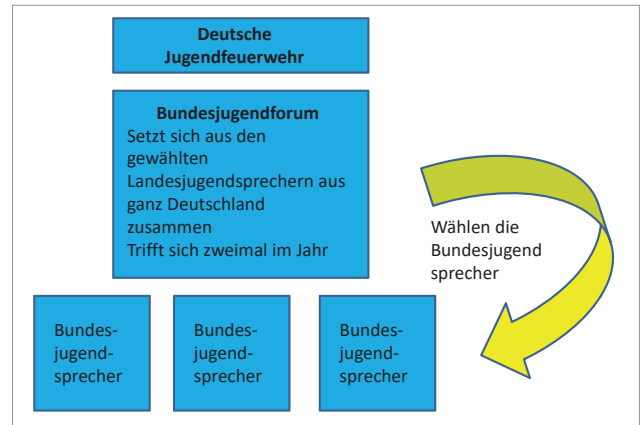 Deutsche
Jugendfeuerwehr
Bundesjugendforum
Setzt sich aus den
gewählten
Landesjugendsprechern aus
ganz Deutschland
zusammen
Trifft sich zweimal im Jahr
Wählen die
Bundesjugend
sprecher
Bundes-
jugend-
sprecher
Bundes-
jugend-
sprecher
Bundes-
jugend-
sprecher